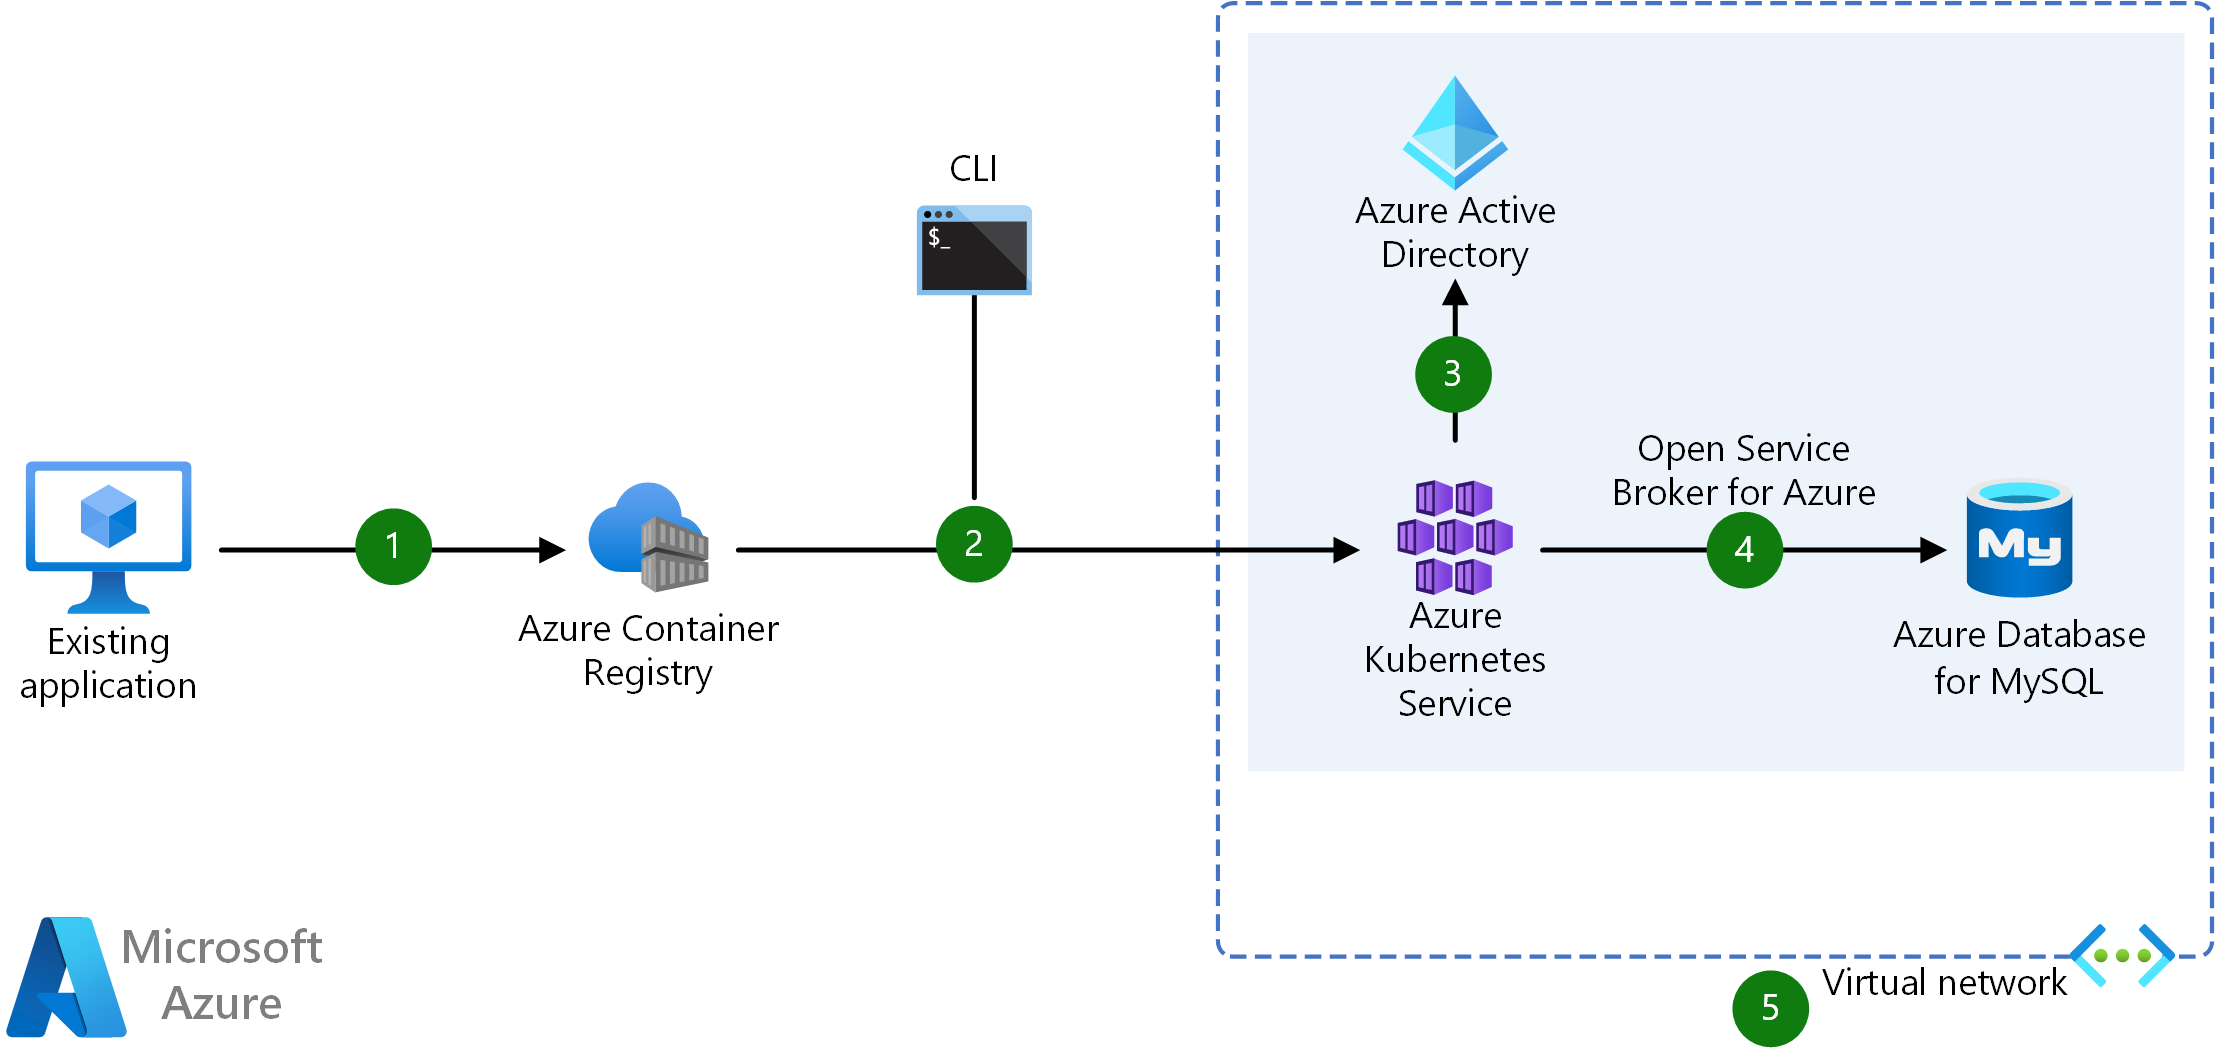 CLI
$_
Azure Active
Directory
3
Open Service
Broker for Azure
1
2
4
My
Existing
application
Azure Container
Registry
Azure
Kubernetes
Service
Azure Database
for MySQL
Microsoft
Azure
5
Virtual network